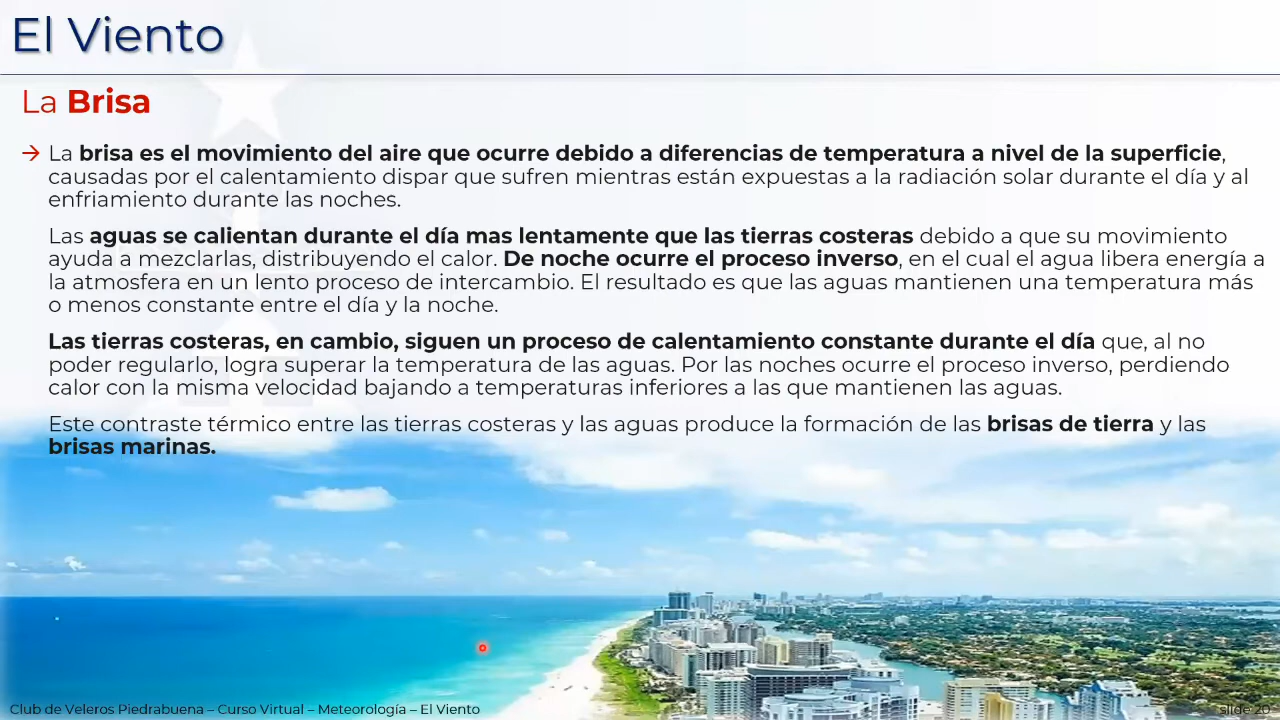 El Viento
La Brisa
→ La brisa es el movimiento del aire que ocurre debido a diferencias de temperatura a nivel de la superficie,
causadas por el calentamiento dispar que sufren mientras están expuestas a la radiación solar durante el día y al
enfriamiento durante las noches.
Las aguas se calientan durante el día mas lentamente que las tierras costeras debido a que su movimiento
ayuda a mezclarlas, distribuyendo el calor. De noche ocurre el proceso inverso, en el cual el agua libera energía a
la atmosfera en un lento proceso de intercambio. El resultado es que las aguas mantienen una temperatura más
o menos constante entre el día y la noche.
Las tierras costeras, en cambio, siguen un proceso de calentamiento constante durante el día que, al no
poder regularlo, logra superar la temperatura de las aguas. Por las noches ocurre el proceso inverso, perdiendo
calor con la misma velocidad bajando a temperaturas inferiores a las que mantienen las aguas.
Este contraste térmico entre las tierras costeras y las aguas produce la formación de las brisas de tierra y las
brisas marinas.
Club de Veleros Piedrabuena – Curso Virtual – Meteorología – El Viento
slide 20